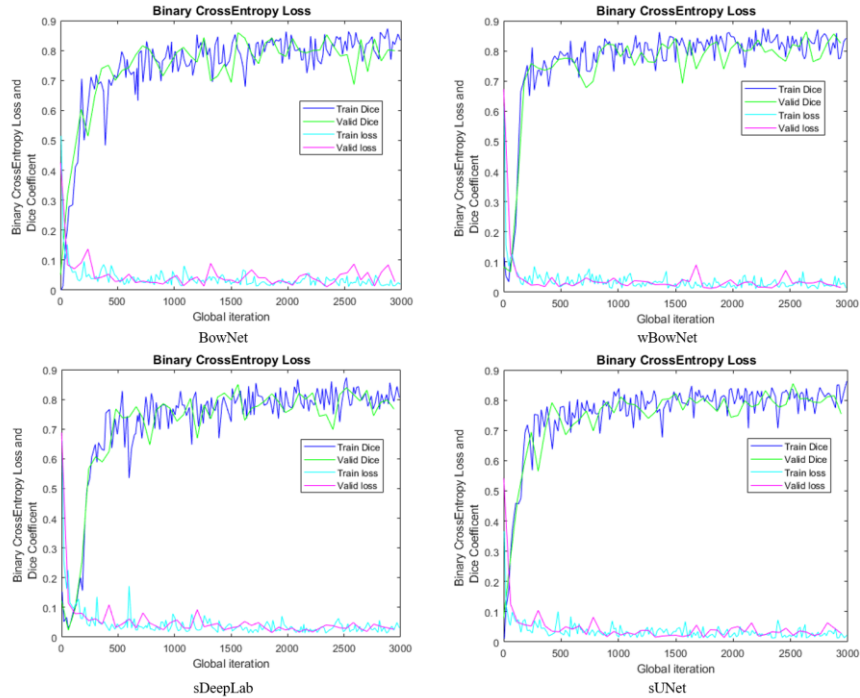 Binary CrossEntropy Loss
0.9
0.8
0.7
0.6
0.5
0.4
0.3
0.2
0.1
0
Binary CrossEntropy Loss and
Dice Coefficent
Train Dice
Valid Dice
Train loss
Valid loss
0 500 1000 1500 2000 2500 3000
Global iteration
BowNet
Binary CrossEntropy Loss
0.9
0.8
0.7
0.6
0.5
0.4
0.3
0.2
0.1
0
Binary CrossEntropy Loss and
Dice Coefficent
Train Dice
Valid Dice
Train loss
Valid loss
0 500 1000 1500 2000 2500 3000
Global iteration
wBowNet
Binary CrossEntropy Loss
0.9
0.8
0.7
0.6
0.5
0.4
0.3
0.2
0.1
0
Binary CrossEntropy Loss and
Dice Coefficent
Train Dice
Valid Dice
Train loss
Valid loss
0 500 1000 1500 2000 2500 3000
Global iteration
sDeepLab
Binary CrossEntropy Loss
0.9
0.8
0.7
0.6
0.5
0.4
0.3
0.2
0.1
0
Binary CrossEntropy Loss and
Dice Coefficent
Train Dice
Valid Dice
Train loss
Valid loss
0 500 1000 1500 2000 2500 3000
Global iteration
sUNet